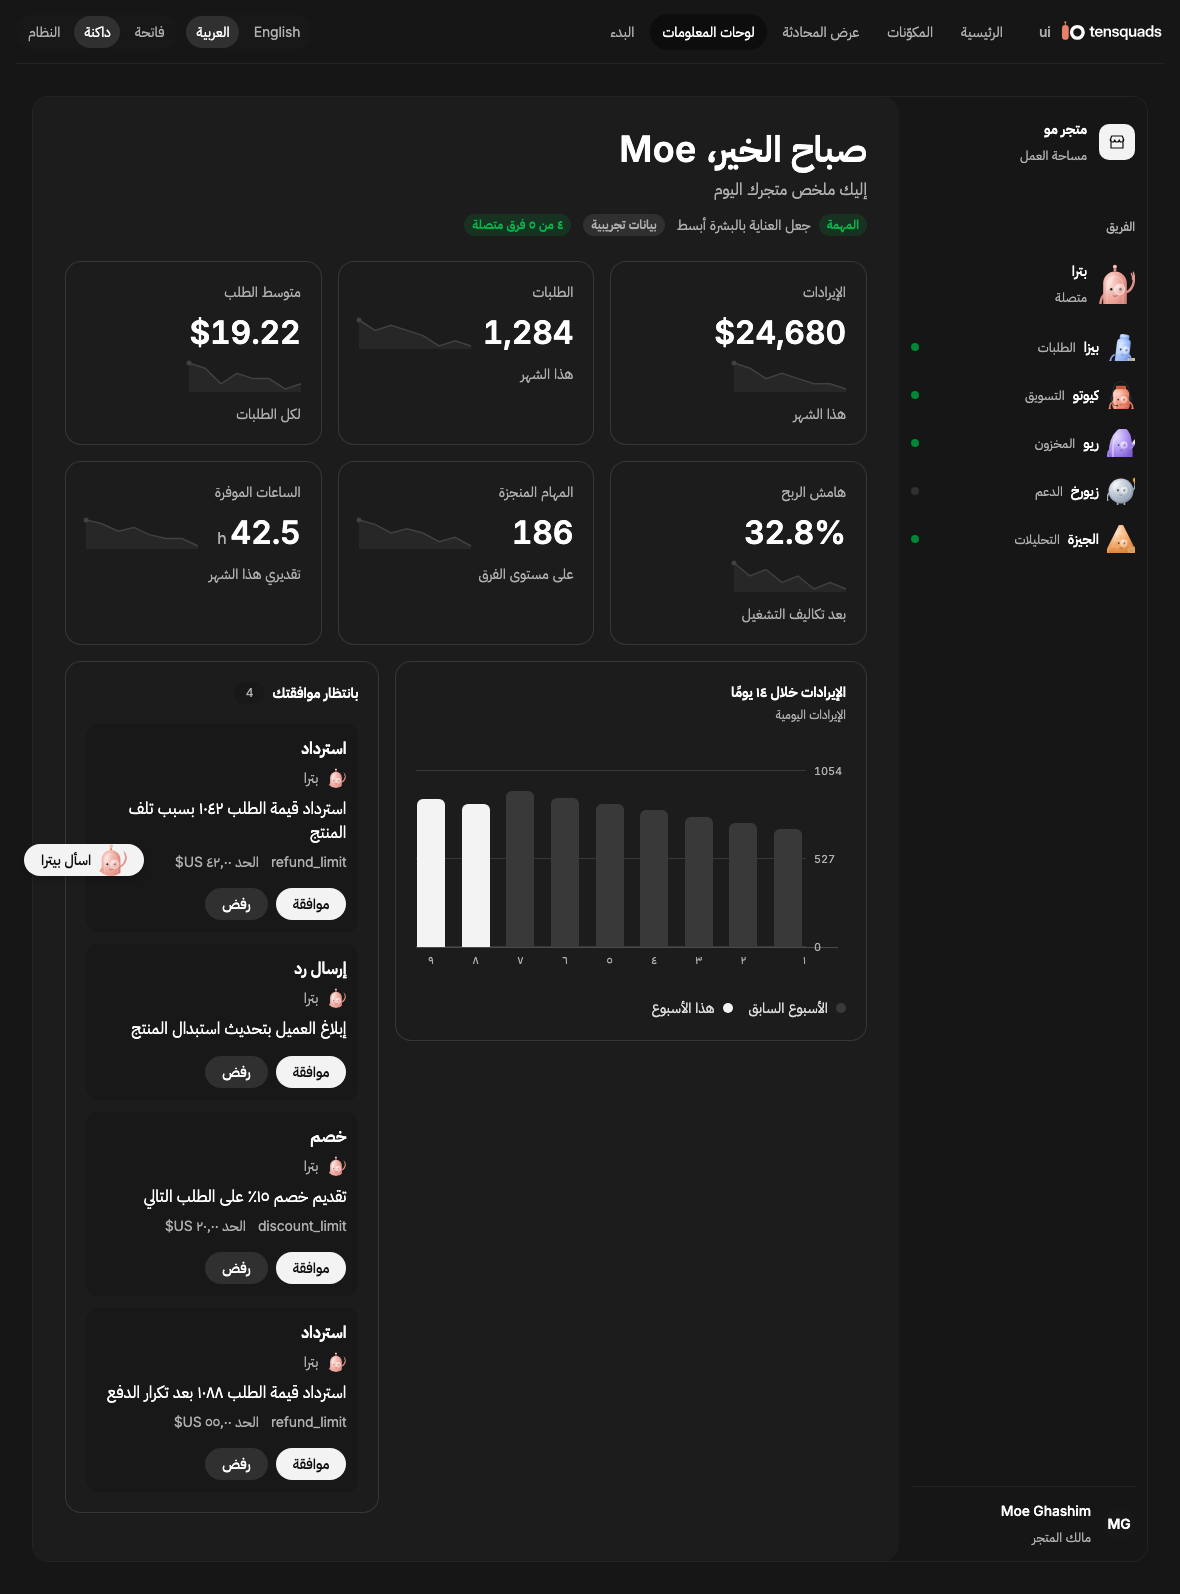 tensquads ui
الرئيسية
المكوّنات
عرض المحادثة
لوحات المعلومات
البدء
English
العربية
فاتحة
داكنة
النظام
متجر مو
مساحة العمل
الفريق
بترا
متصلة
بيزا الطلبات
كيوتو التسويق
ريو المخزون
زيورخ الدعم
الجيزة التحليلات
Moe Ghashim
MG
مالك المتجر
صباح الخير، Moe
إليك ملخص متجرك اليوم
المهمة جعل العناية بالبشرة أبسط بيانات تجريبية ٤ من ٥ فرق متصلة
الإيرادات
$24,680
هذا الشهر
الطلبات
1,284
هذا الشهر
متوسط الطلب
$19.22
لكل الطلبات
هامش الربح
32.8%
بعد تكاليف التشغيل
المهام المنجزة
186
على مستوى الفرق
الساعات الموفرة
42.5 h
تقديري هذا الشهر
الإيرادات خلال ١٤ يومًا
الإيرادات اليومية
1054
527
0
١ ٢ ٣ ٤ ٥ ٦ ٧ ٨ ٩
الأسبوع السابق هذا الأسبوع
بانتظار موافقتك 4
استرداد
بترا
استرداد قيمة الطلب ١٠٤٢ بسبب تلف
المنتج
refund_limit الحد ٤٢,٠٠ US$
موافقة رفض
إرسال رد
بترا
إبلاغ العميل بتحديث استبدال المنتج
موافقة رفض
خصم
بترا
تقديم خصم ١٥٪ على الطلب التالي
discount_limit الحد ٢٠,٠٠ US$
موافقة رفض
استرداد
بترا
استرداد قيمة الطلب ١٠٨٨ بعد تكرار الدفع
refund_limit الحد ٥٥,٠٠ US$
موافقة رفض
اسأل بيترا